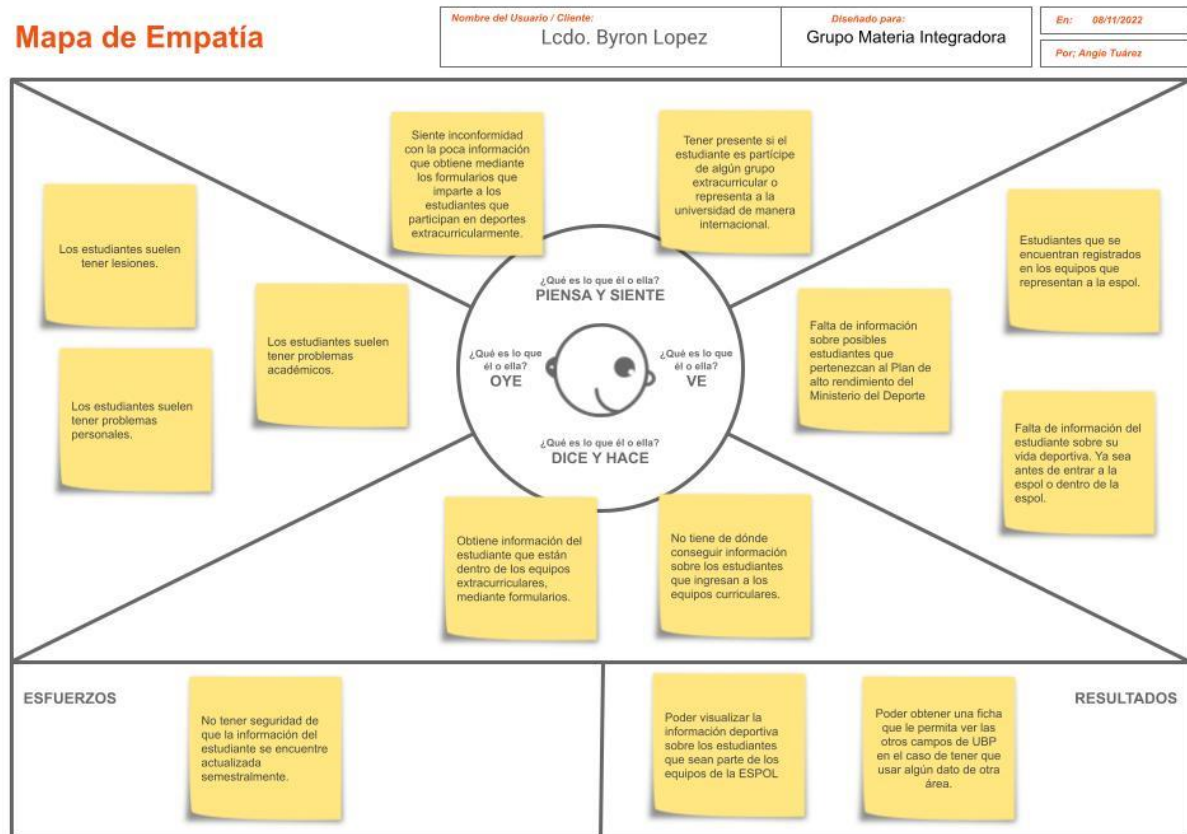 Mapa de Empatía
Nombre del Usuario / Cliente:
Lcdo. Byron Lopez
Diseñado para:
Grupo Materia Integradora
En: 08/11/2022
Por; Angie Tuárez
Siente inconformidad
con la poca información
que obtiene mediante
los formularios que
imparte a los
estudiantes que
participan en deportes
extracurricularmente.
Tener presente si el
estudiante es partícipe
de algún grupo
extracurricular o
representa a la
universidad de manera
internacional.
Los estudiantes suelen
tener lesiones.
Los estudiantes suelen
tener problemas
académicos.
Los estudiantes suelen
tener problemas
personales.
¿Qué es lo que él o ella?
PIENSA Y SIENTE
¿Qué es lo que
él o ella?
OYE
¿Qué es lo que
él o ella?
VE
¿Qué es lo que él o ella?
DICE Y HACE
Estudiantes que se
encuentran registrados
en los equipos que
representan a la espol.
Falta de información
sobre posibles
estudiantes que
pertenezcan al Plan de
alto rendimiento del
Ministerio del Deporte
Falta de información del
estudiante sobre su
vida deportiva. Ya sea
antes de entrar a la
espol o dentro de la
espol.
Obtiene información del
estudiante que están
dentro de los equipos
extracurriculares,
mediante formularios.
No tiene de dónde
conseguir información
sobre los estudiantes
que ingresan a los
equipos curriculares.
ESFUERZOS
No tener seguridad de
que la información del
estudiante se encuentre
actualizada
semestralmente.
RESULTADOS
Poder visualizar la
información deportiva
sobre los estudiantes
que sean parte de los
equipos de la ESPOL
Poder obtener una ficha
que le permita ver las
otros campos de UBP
en el caso de tener que
usar algún dato de otra
área.